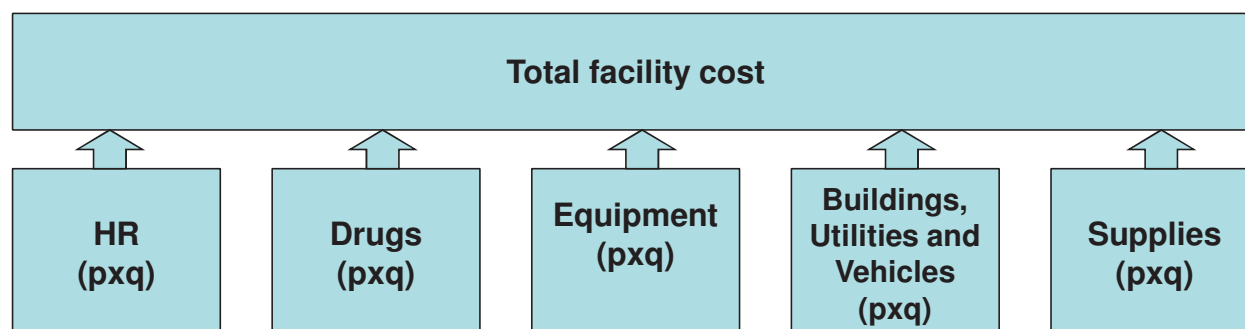 Total facility cost
HR
(pxq)
Drugs
(pxq)
Equipment
(pxq)
Buildings,
Utilities and
Vehicles
(pxq)
Supplies
(pxq)